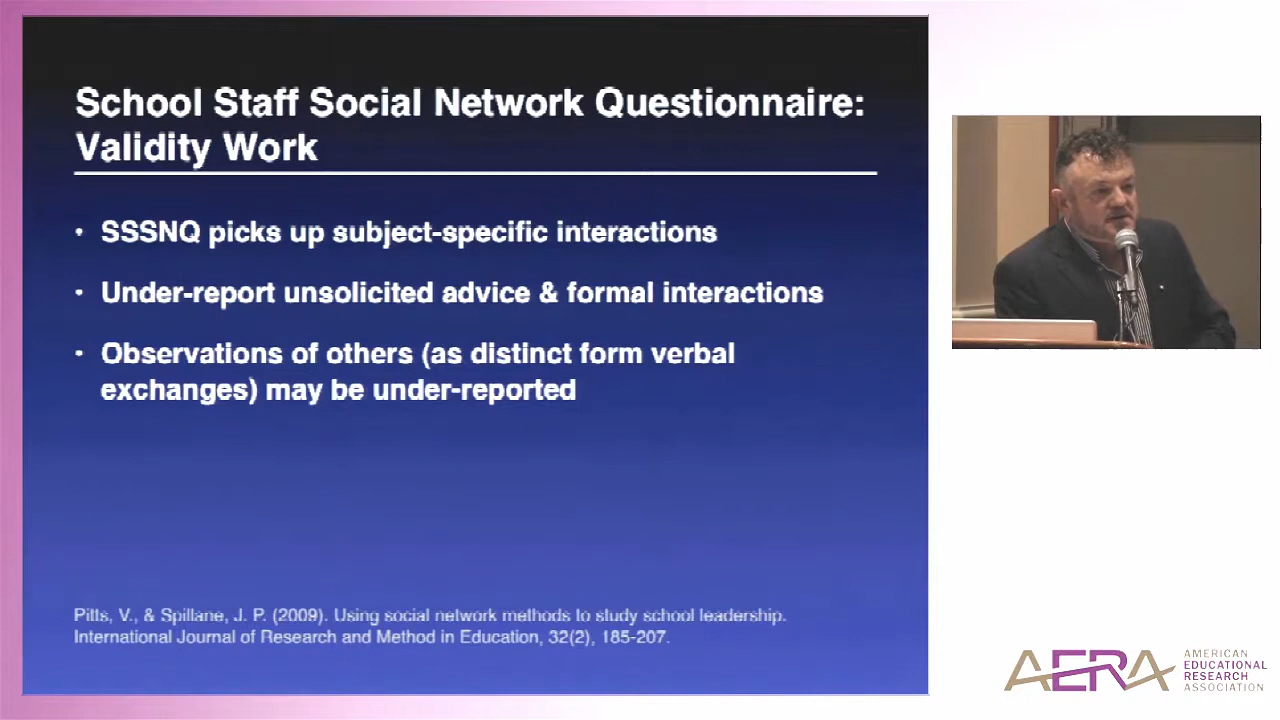 School Staff Social Network Questionnaire:
Validity Work
• SSSNQ picks up subject-specific interactions
• Under-report unsolicited advice & formal interactions
• Observations of others (as distinct form verbal
exchanges) may be under-reported
Pitts, V., & Spillane, J. P. (2009). Using social network methods to study school leadership.
International Journal of Research and Method in Education, 32(2), 185-207.
AERA
AMERICAN
EDUCATIONAL
RESEARCH
ASSOCIATION